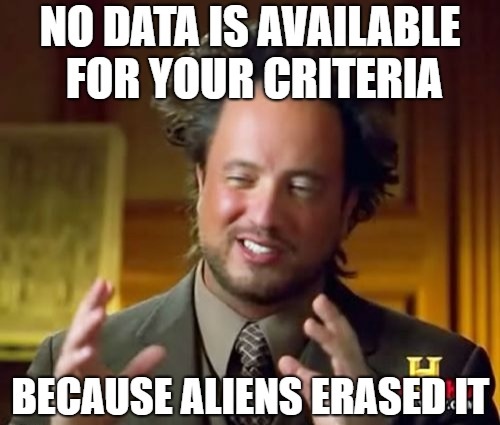 NO DATA IS AVAILABLE
FOR YOUR CRITERIA
H
BECAUSE ALIENS ERASED IT